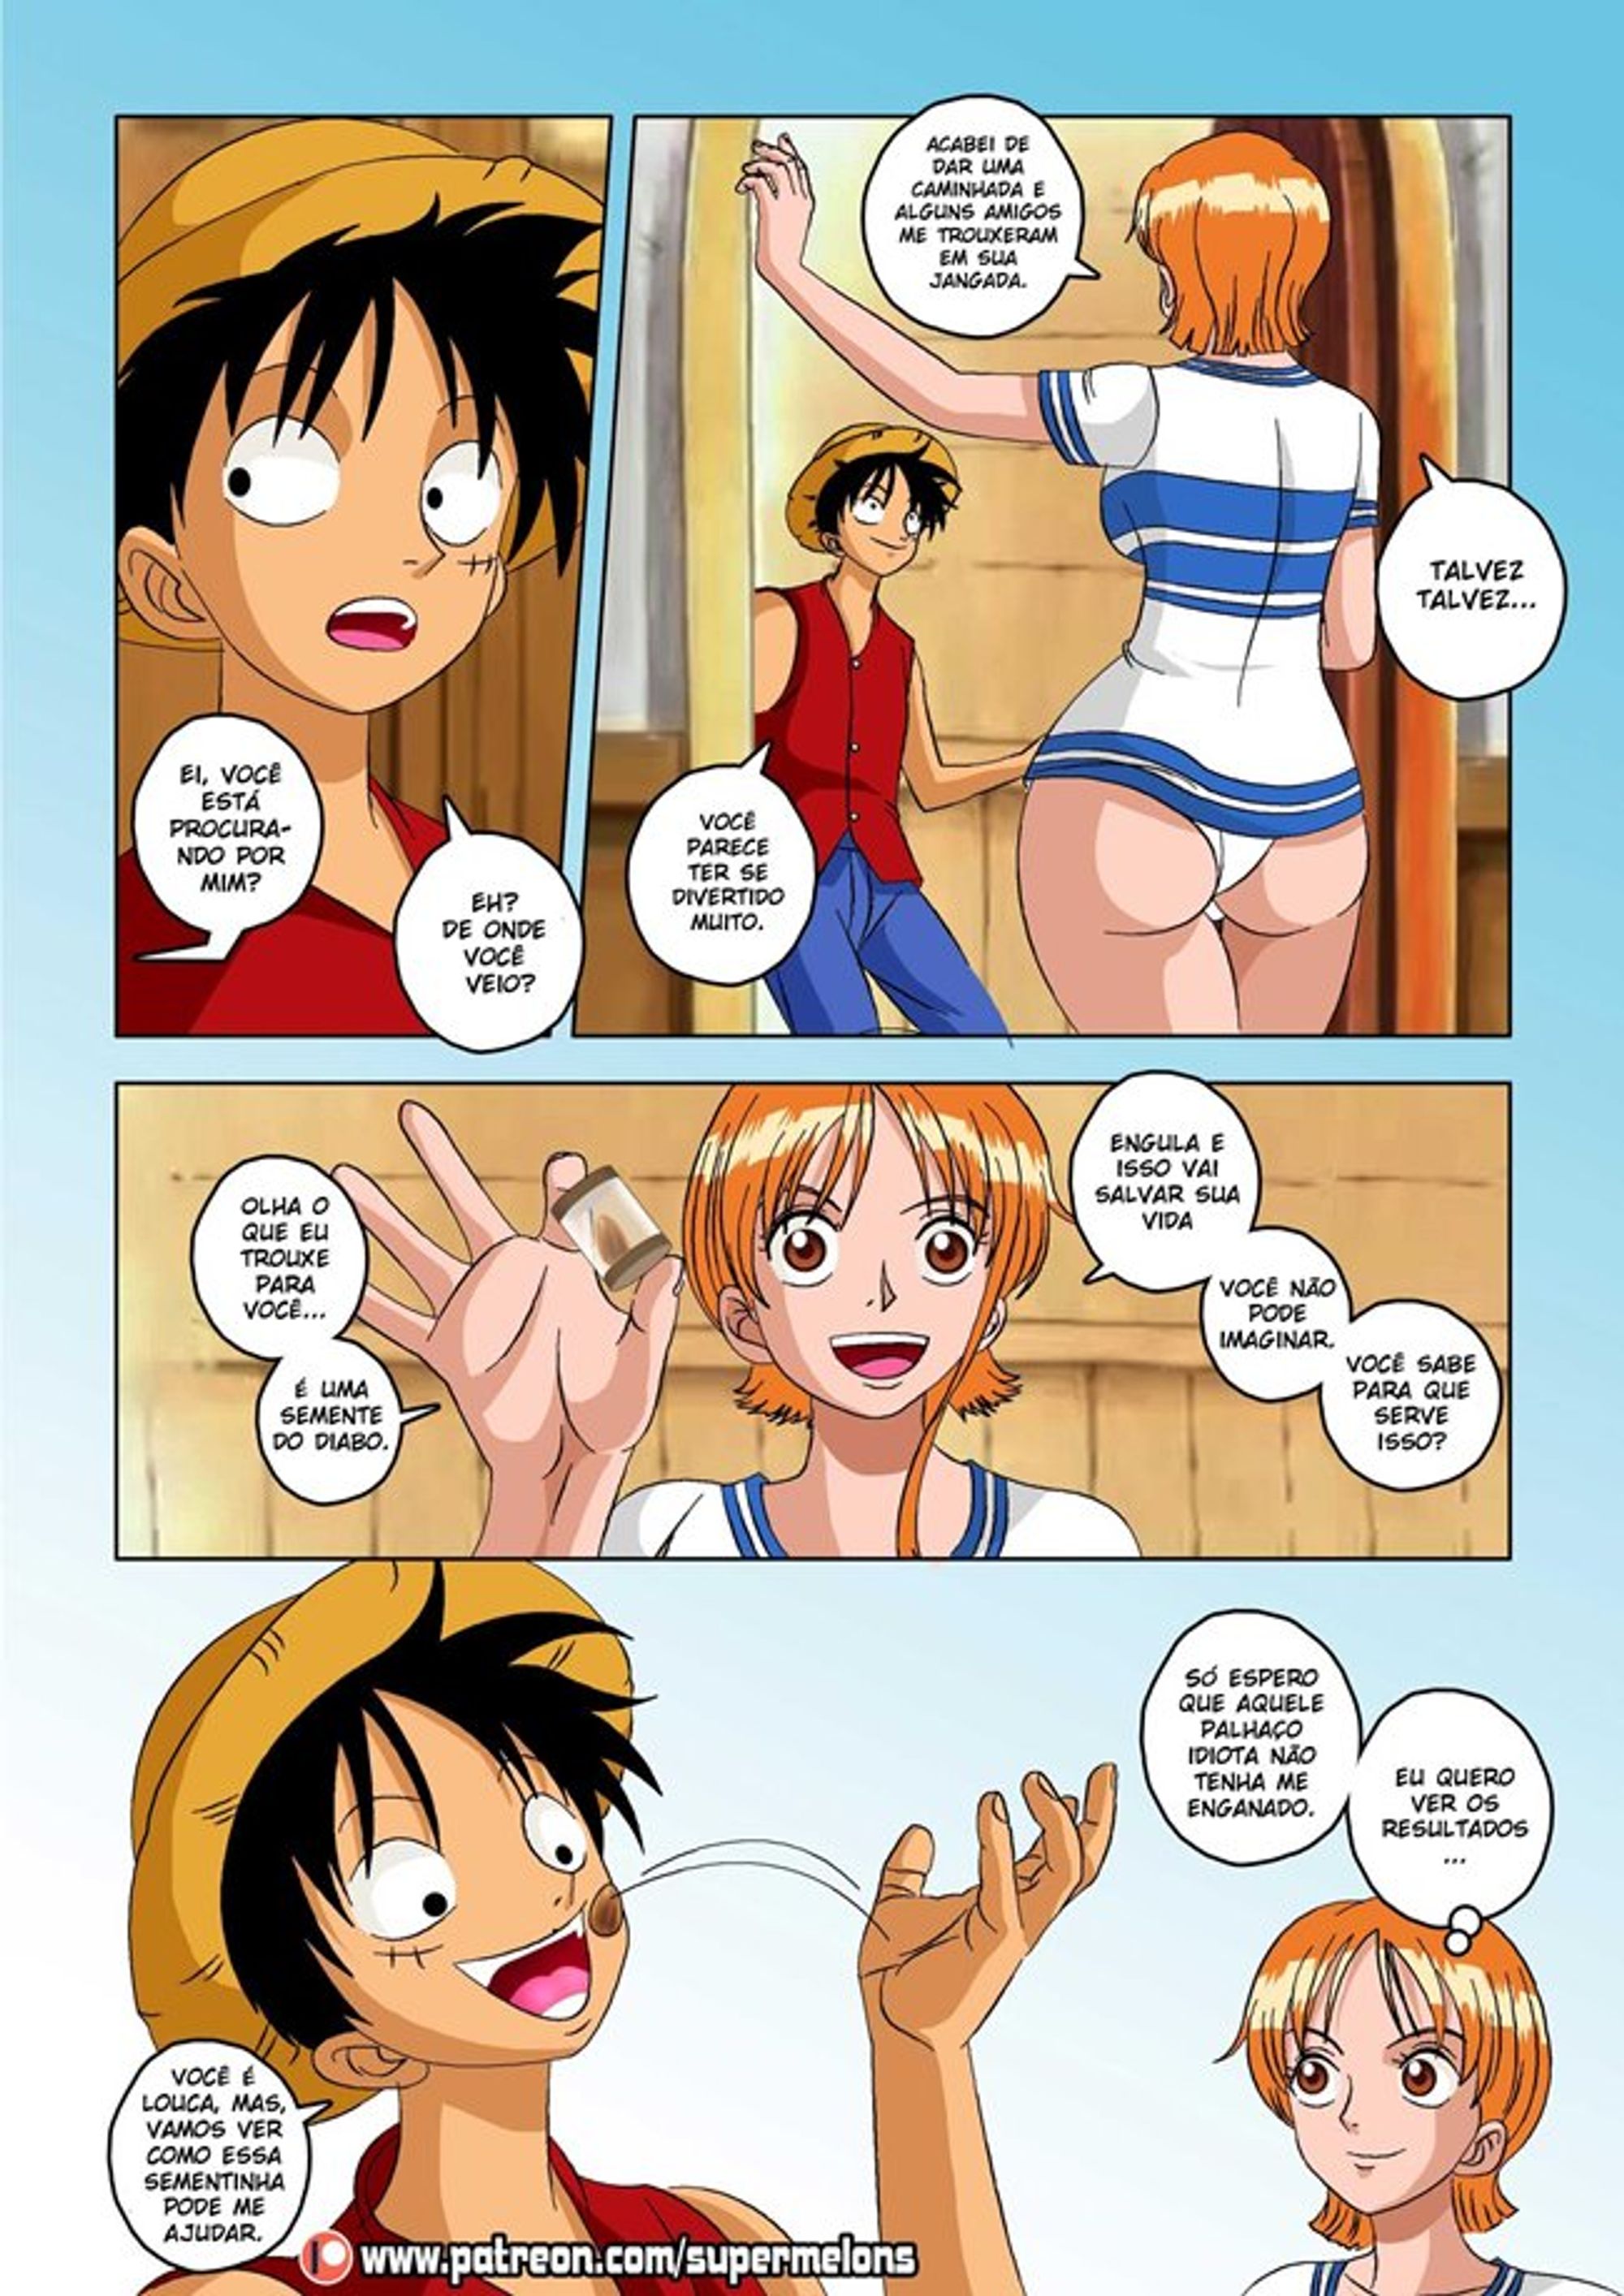 EI, VOCÊ
ESTÁ
PROCURA-
NDO POR
MIM?
EH?
DE ONDE
VOCÊ
VEIO?
ACABEI DE
DAR UMA
CAMINHADA E
ALGUNS AMIGOS
ME TROUXERAM
EM SUA
JANGADA.
VOCÊ
PARECE
TER SE
DIVERTIDO
MUITO.
TALVEZ
TALVEZ...
OLHA O
QUE EU
TROUXE
PARA
VOCÊ...
É UMA
SEMENTE
DO DIABO.
ENGULA E
ISSO VAI
SALVAR SUA
VIDA
VOCÊ NÃO
PODE
IMAGINAR.
VOCÊ SABE
PARA QUE
SERVE
ISSO?
SÓ ESPERO
QUE AQUELE
PALHAÇO
IDIOTA NÃO
TENHA ME
ENGANADO.
EU QUERO
VER OS
RESULTADOS
...
VOCÊ É
LOUCA, MAS,
VAMOS VER
COMO ESSA
SEMENTINHA
PODE ME
AJUDAR.
www.patreon.com/supermelons